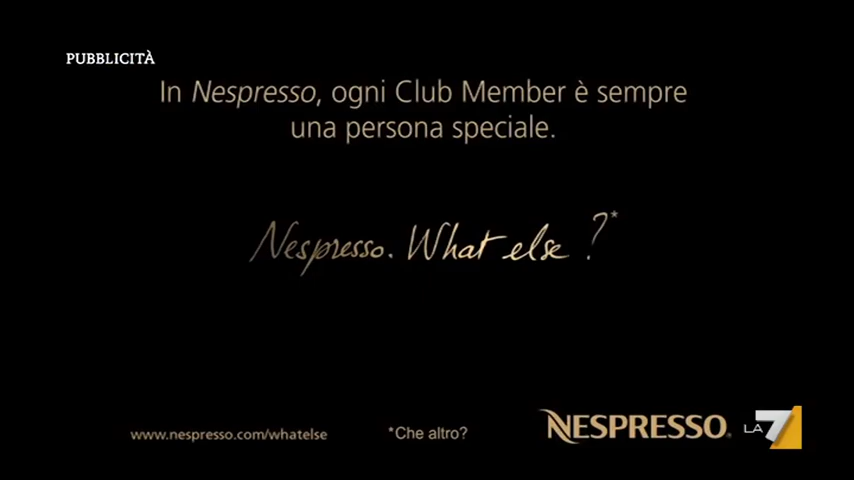 PUBBLICITÀ
In Nespresso, ogni Club Member è sempre
una persona speciale.
Nespresso. What else?*
www.nespresso.com/whatelse
*Che altro?
NESPRESSO.
LA7